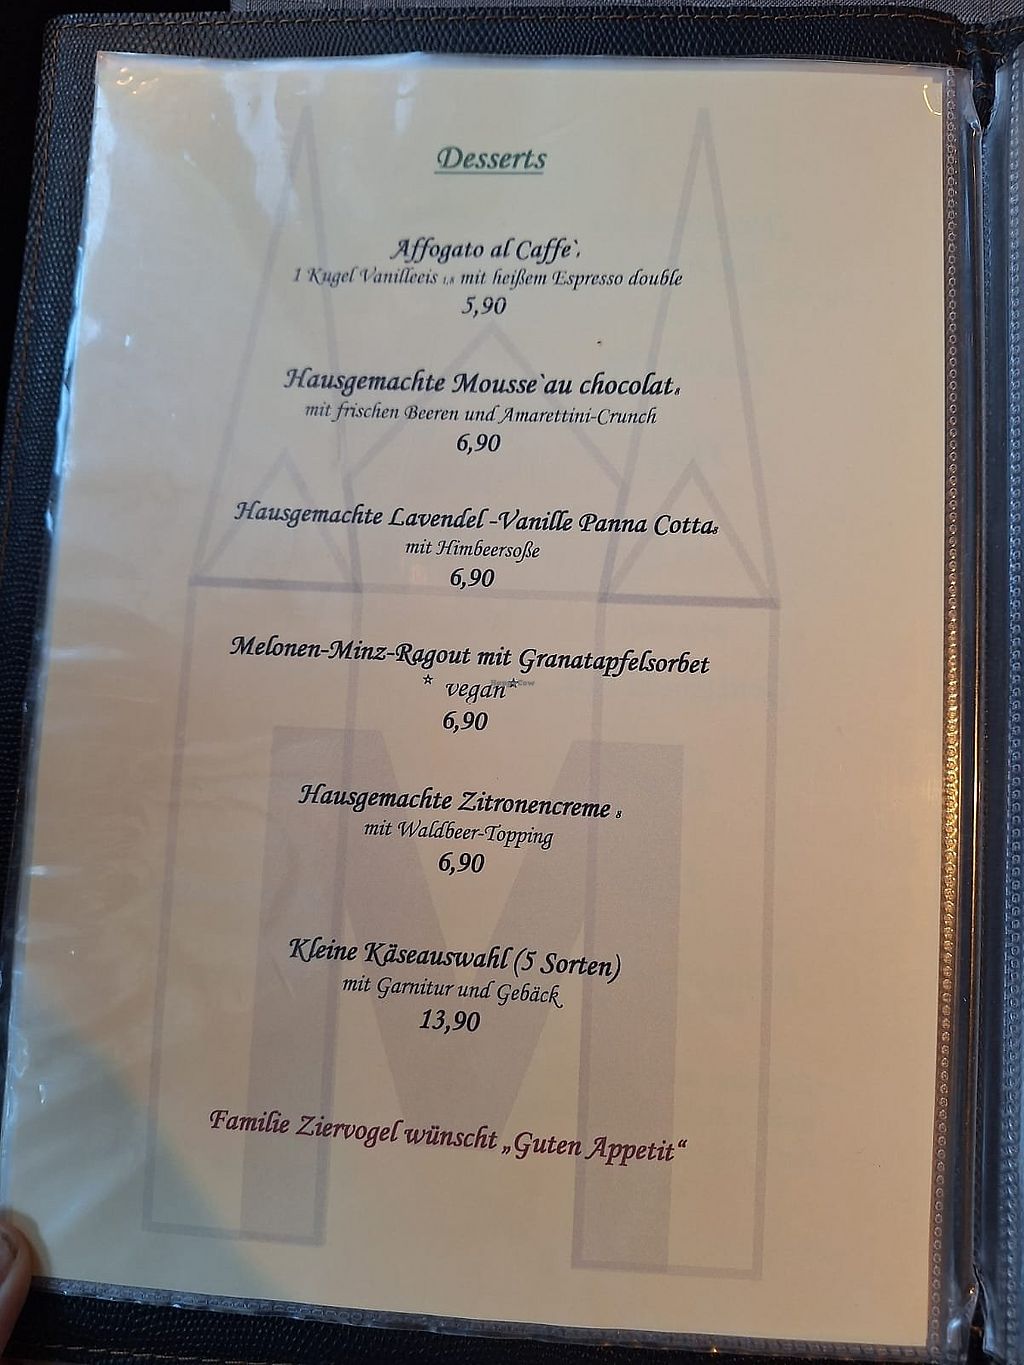 Desserts
Affogato al Caffe`,
1 Kugel Vanilleeis 1,8 mit heißem Espresso double
5,90
Hausgemachte Mousse`au chocolat8
mit frischen Beeren und Amarettini-Crunch
6,90
Hausgemachte Lavendel -Vanille Panna Cotta8
mit Himbeersoße
6,90
Melonen-Minz-Ragout mit Granatapfelsorbet
☆ vegan☆
HappyCow
6,90
Hausgemachte Zitronencreme 8
mit Waldbeer-Topping
6,90
Kleine Käseauswahl (5 Sorten)
mit Garnitur und Gebäck
13,90
Familie Ziervogel wünscht „Guten Appetit“
M